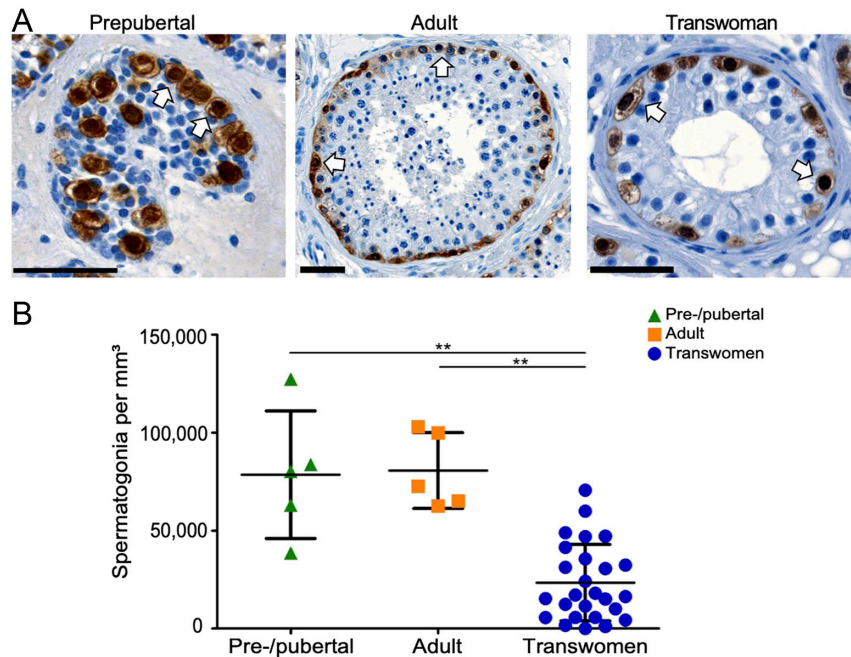 A
Prepubertal
Adult
Transwoman
B
Spermatogonia per mm³
150,000
100,000
50,000
0
**
**
Pre-/pubertal
Adult
Transwomen
Pre-/pubertal
Adult
Transwomen